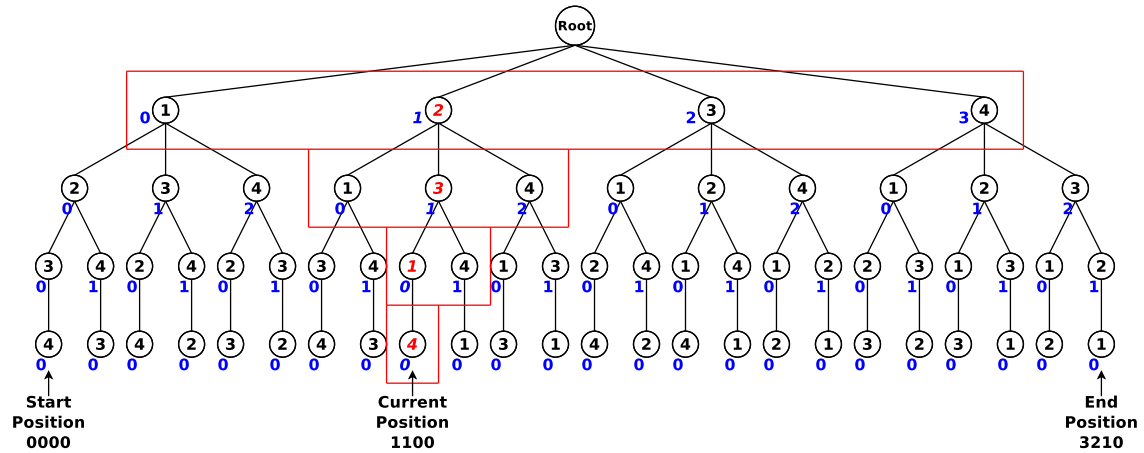 Root
1 2 3 4
0 1 2 3
2 3 4 1 3 4 1 2 4 1 2 3
0 1 2 0 1 2 0 1 2 0 1 2
3 4 2 4 2 3 3 4 1 4 1 3 2 4 1 4 1 2 2 3 1 3 1 2
0 1 0 1 0 1 0 1 0 1 0 1 0 1 0 1 0 1 0 1 0 1 0 1
4 3 4 2 3 2 4 3 4 1 3 1 4 2 4 1 2 1 3 2 3 1 2 1
0 0 0 0 0 0 0 0 0 0 0 0 0 0 0 0 0 0 0 0 0 0 0 0
Start Current End
Position Position Position
0000 1100 3210